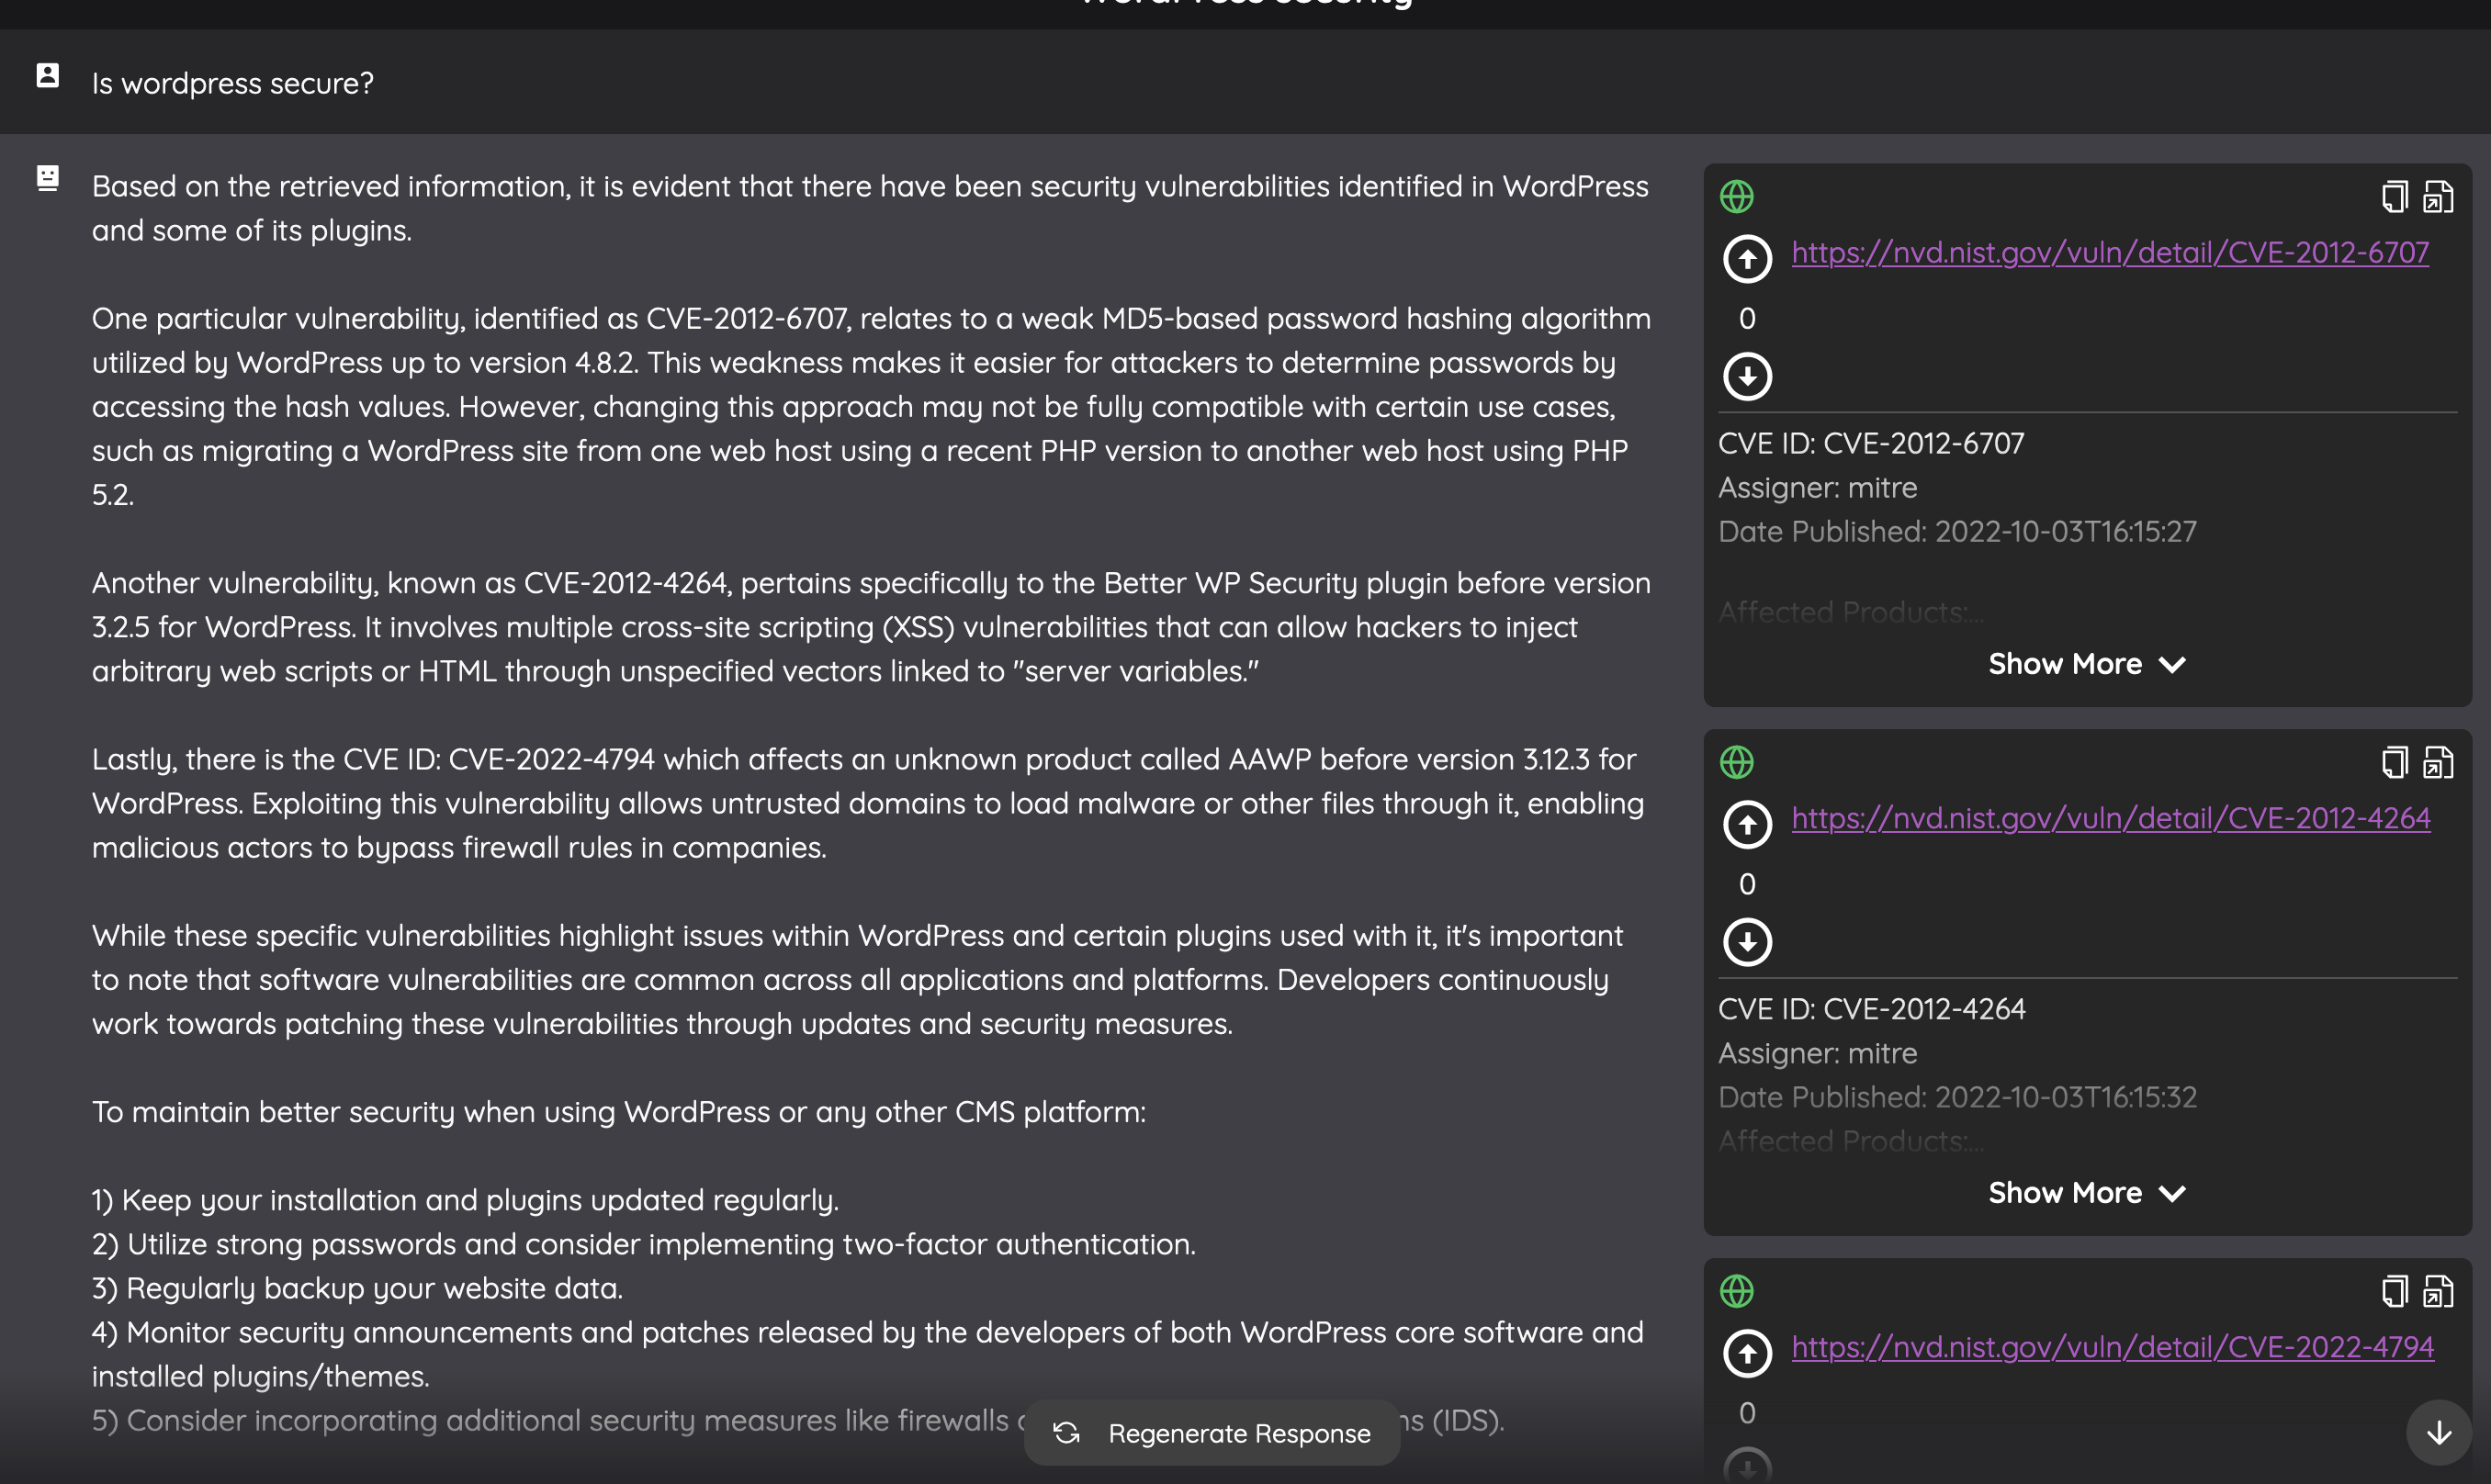 WordPress security
Is wordpress secure?
Based on the retrieved information, it is evident that there have been security vulnerabilities identified in WordPress
and some of its plugins.
One particular vulnerability, identified as CVE-2012-6707, relates to a weak MD5-based password hashing algorithm
utilized by WordPress up to version 4.8.2. This weakness makes it easier for attackers to determine passwords by
accessing the hash values. However, changing this approach may not be fully compatible with certain use cases,
such as migrating a WordPress site from one web host using a recent PHP version to another web host using PHP
5.2.
Another vulnerability, known as CVE-2012-4264, pertains specifically to the Better WP Security plugin before version
3.2.5 for WordPress. It involves multiple cross-site scripting (XSS) vulnerabilities that can allow hackers to inject
arbitrary web scripts or HTML through unspecified vectors linked to "server variables."
Lastly, there is the CVE ID: CVE-2022-4794 which affects an unknown product called AAWP before version 3.12.3 for
WordPress. Exploiting this vulnerability allows untrusted domains to load malware or other files through it, enabling
malicious actors to bypass firewall rules in companies.
While these specific vulnerabilities highlight issues within WordPress and certain plugins used with it, it's important
to note that software vulnerabilities are common across all applications and platforms. Developers continuously
work towards patching these vulnerabilities through updates and security measures.
To maintain better security when using WordPress or any other CMS platform:
1) Keep your installation and plugins updated regularly.
2) Utilize strong passwords and consider implementing two-factor authentication.
3) Regularly backup your website data.
4) Monitor security announcements and patches released by the developers of both WordPress core software and
installed plugins/themes.
5) Consider incorporating additional security measures like firewalls (IDS).
Regenerate Response
https://nvd.nist.gov/vuln/detail/CVE-2012-6707
0
CVE ID: CVE-2012-6707
Assigner: mitre
Date Published: 2022-10-03T16:15:27
Affected Products:...
Show More
https://nvd.nist.gov/vuln/detail/CVE-2012-4264
0
CVE ID: CVE-2012-4264
Assigner: mitre
Date Published: 2022-10-03T16:15:32
Affected Products:...
Show More
https://nvd.nist.gov/vuln/detail/CVE-2022-4794
0